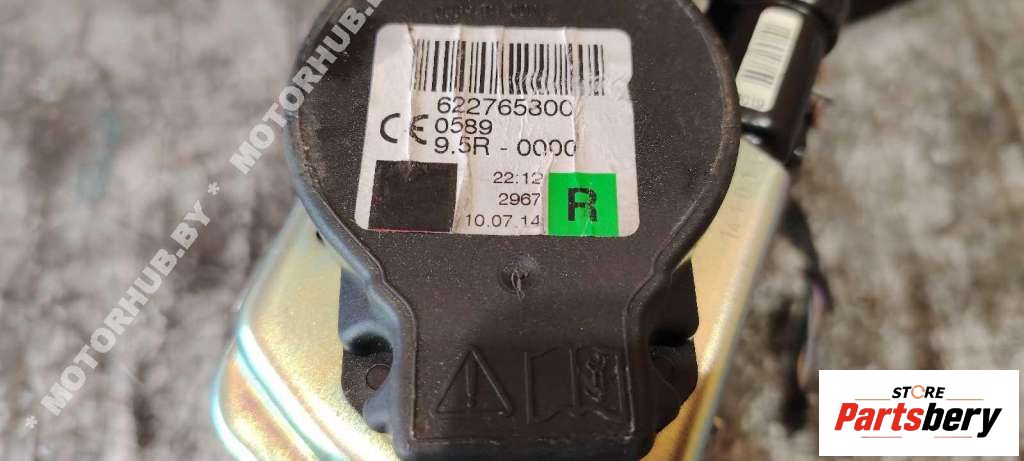 622765300
0589
CE
9.5R - 0000
22:12
2967
10.07.14
R
* MOTORHUB.BY * MOTORHUB.BY *
STORE
Partsbery